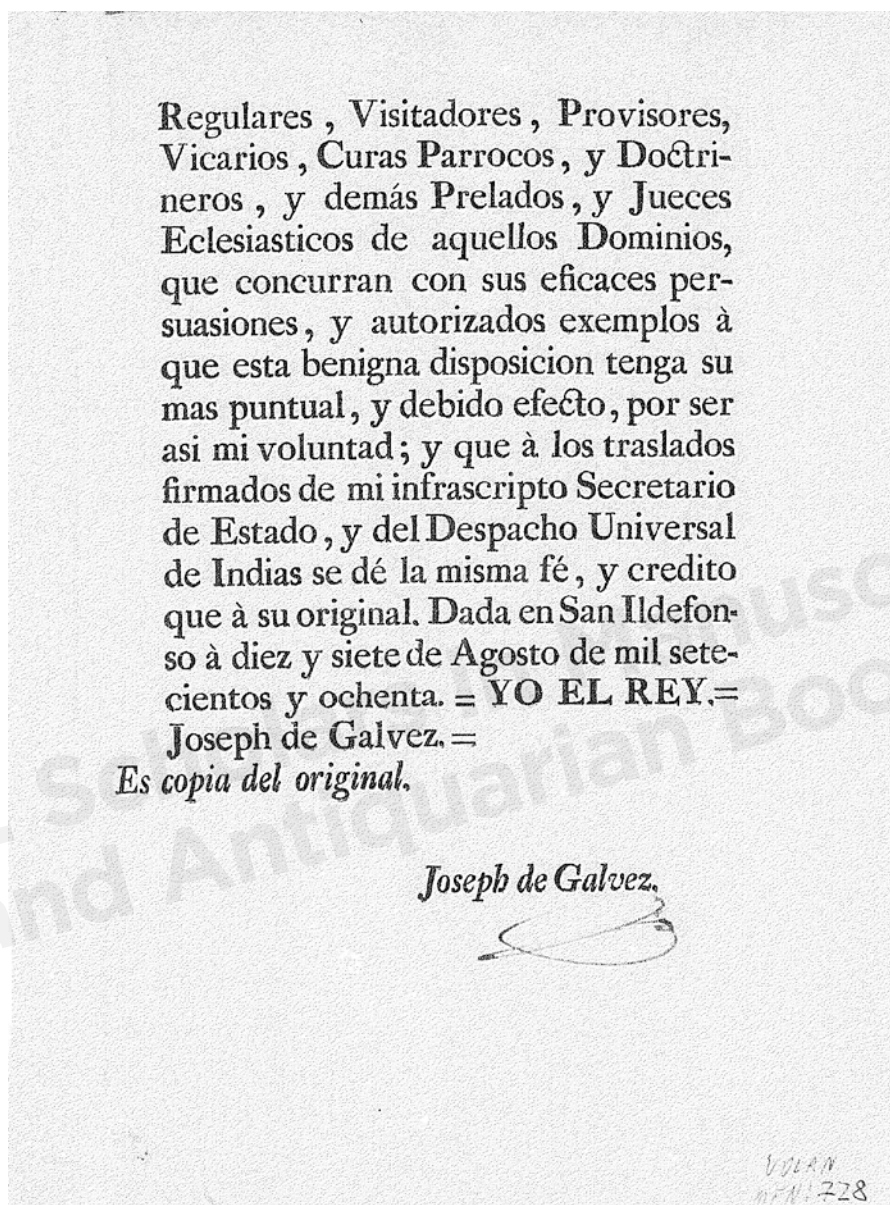 Regulares , Visitadores , Provisores,
Vicarios , Curas Parrocos , y Doctri-
neros , y demás Prelados , y Jueces
Eclesiasticos de aquellos Dominios,
que concurran con sus eficaces per-
suasiones, y autorizados exemplos à
que esta benigna disposicion tenga su
mas puntual, y debido efecto, por ser
asi mi voluntad; y que à los traslados
firmados de mi infrascripto Secretario
de Estado, y del Despacho Universal
de Indias se dé la misma fé, y credito
que à su original. Dada en San Ildefon-
so à diez y siete de Agosto de mil sete-
cientos y ochenta. = YO EL REY.=
Joseph de Galvez. =
Es copia del original.
Joseph de Galvez.
and Antiquarian
728